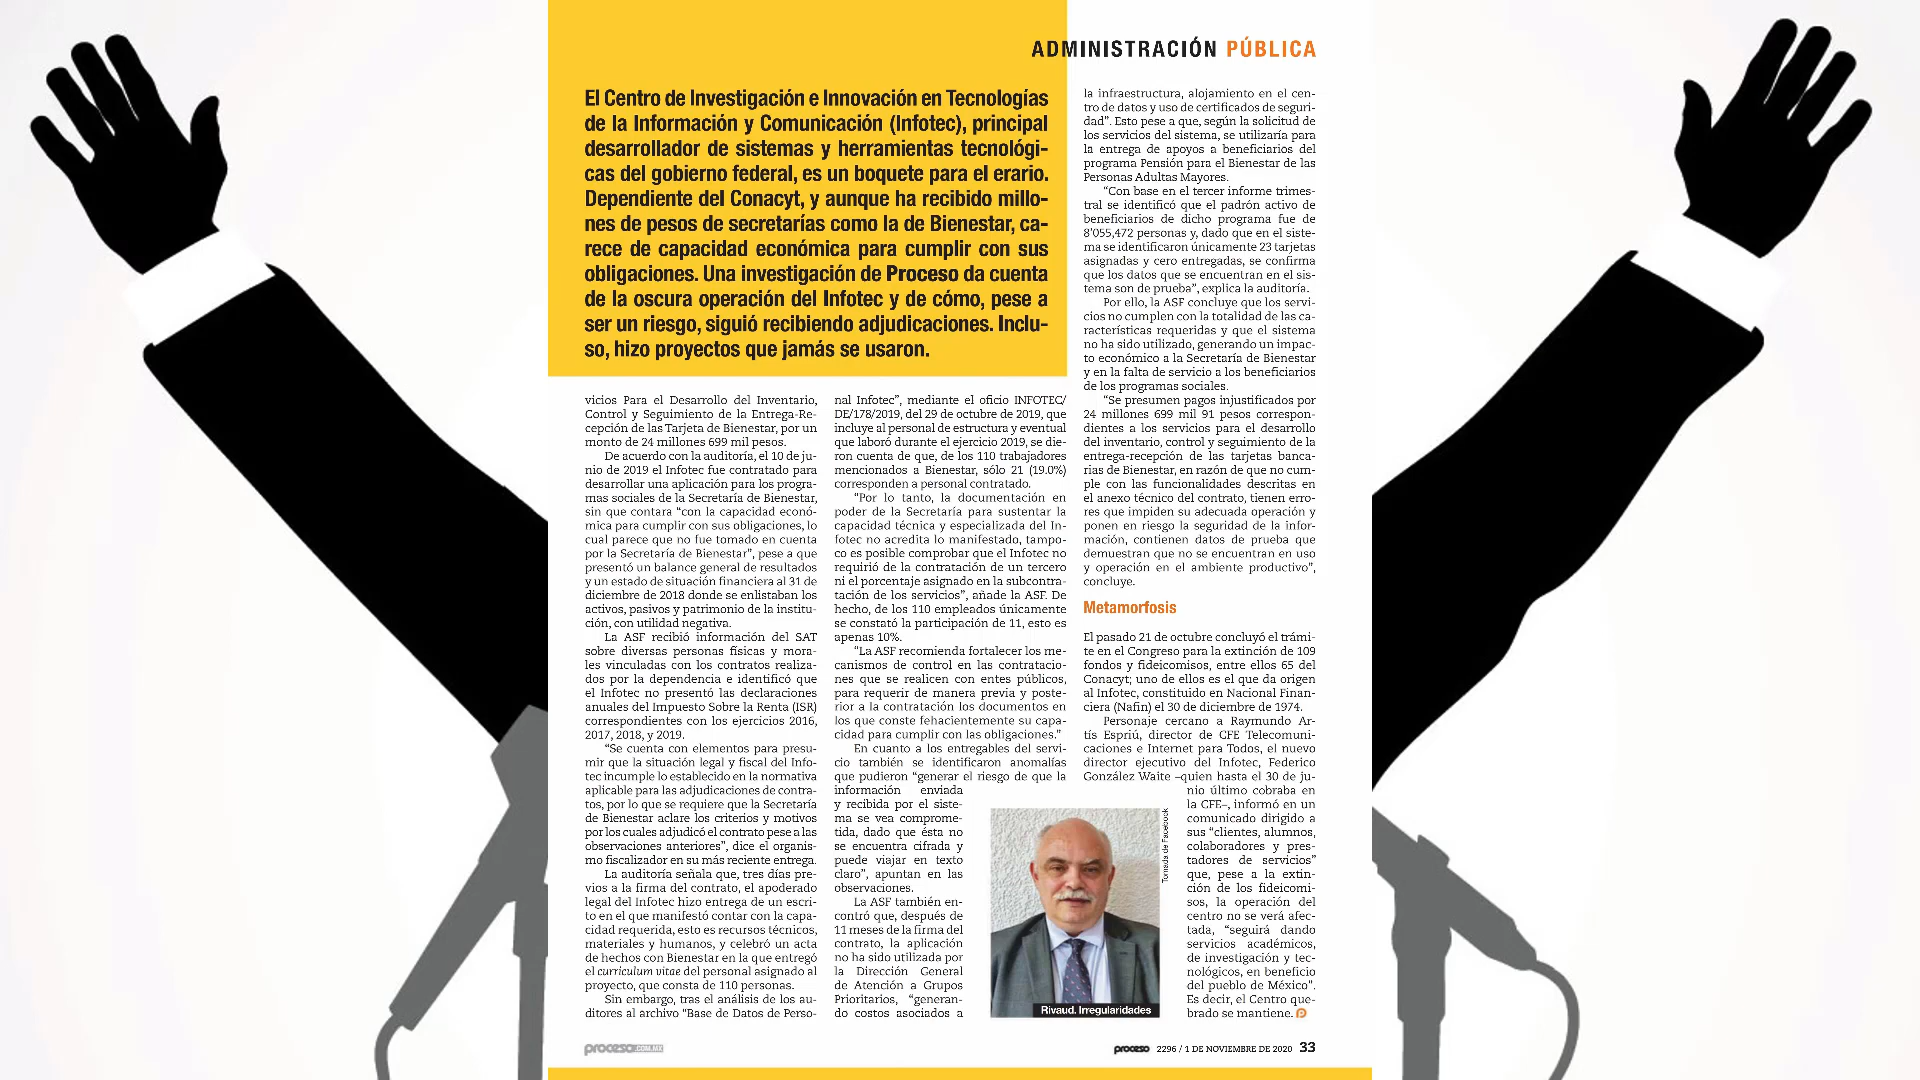 ADMINISTRACIÓN PÚBLICA
El Centro de Investigación e Innovación en Tecnologías
de la Información y Comunicación (Infotec), principal
desarrollador de sistemas y herramientas tecnológi-
cas del gobierno federal, es un boquete para el erario.
Dependiente del Conacyt, y aunque ha recibido millo-
nes de pesos de secretarías como la de Bienestar, ca-
rece de capacidad económica para cumplir con sus
obligaciones. Una investigación de Proceso da cuenta
de la oscura operación del Infotec y de cómo, pese a
ser un riesgo, siguió recibiendo adjudicaciones. Inclu-
so, hizo proyectos que jamás se usaron.
vicios Para el Desarrollo del Inventario,
Control y Seguimiento de la Entrega-Re-
cepción de las Tarjeta de Bienestar, por un
monto de 24 millones 699 mil pesos.
De acuerdo con la auditoría, el 10 de ju-
nio de 2019 el Infotec fue contratado para
desarrollar una aplicación para los progra-
mas sociales de la Secretaría de Bienestar,
sin que contara “con la capacidad econó-
mica para cumplir con sus obligaciones, lo
cual parece que no fue tomado en cuenta
por la Secretaría de Bienestar”, pese a que
presentó un balance general de resultados
y un estado de situación financiera al 31 de
diciembre de 2018 donde se enlistaban los
activos, pasivos y patrimonio de la institu-
ción, con utilidad negativa.
La ASF recibió información del SAT
sobre diversas personas físicas y mora-
les vinculadas con los contratos realiza-
dos por la dependencia e identificó que
el Infotec no presentó las declaraciones
anuales del Impuesto Sobre la Renta (ISR)
correspondientes con los ejercicios 2016,
2017, 2018, y 2019.
“Se cuenta con elementos para presu-
mir que la situación legal y fiscal del Info-
tec incumple lo establecido en la normativa
aplicable para las adjudicaciones de contra-
tos, por lo que se requiere que la Secretaría
de Bienestar aclare los criterios y motivos
por los cuales adjudicó el contrato pese a las
observaciones anteriores”, dice el organis-
mo fiscalizador en su más reciente entrega.
La auditoría señala que, tres días pre-
vios a la firma del contrato, el apoderado
legal del Infotec hizo entrega de un escri-
to en el que manifestó contar con la capa-
cidad requerida, esto es recursos técnicos,
materiales y humanos, y celebró un acta
de hechos con Bienestar en la que entregó
el curriculum vitae del personal asignado al
proyecto, que consta de 110 personas.
Sin embargo, tras el análisis de los au-
ditores al archivo “Base de Datos de Perso-
nal Infotec”, mediante el oficio INFOTEC/
DE/178/2019, del 29 de octubre de 2019, que
incluye al personal de estructura y eventual
que laboró durante el ejercicio 2019, se die-
ron cuenta de que, de los 110 trabajadores
mencionados a Bienestar, sólo 21 (19.0%)
corresponden a personal contratado.
“Por lo tanto, la documentación en
poder de la Secretaría para sustentar la
capacidad técnica y especializada del In-
fotec no acredita lo manifestado, tampo-
co es posible comprobar que el Infotec no
requirió de la contratación de un tercero
ni el porcentaje asignado en la subcontra-
tación de los servicios”, añade la ASF. De
hecho, de los 110 empleados únicamente
se constató la participación de 11, esto es
apenas 10%.
“La ASF recomienda fortalecer los me-
canismos de control en las contratacio-
nes que se realicen con entes públicos,
para requerir de manera previa y poste-
rior a la contratación los documentos en
los que conste fehacientemente su capa-
cidad para cumplir con las obligaciones.”
En cuanto a los entregables del servi-
cio también se identificaron anomalías
que pudieron “generar el riesgo de que la
información enviada
y recibida por el siste-
ma se vea comprome-
tida, dado que ésta no
se encuentra cifrada y
puede viajar en texto
claro”, apuntan en las
observaciones.
La ASF también en-
contró que, después de
11 meses de la firma del
contrato, la aplicación
no ha sido utilizada por
la Dirección General
de Atención a Grupos
Prioritarios, “generan-
do costos asociados a
la infraestructura, alojamiento en el cen-
tro de datos y uso de certificados de seguri-
dad”. Esto pese a que, según la solicitud de
los servicios del sistema, se utilizaría para
la entrega de apoyos a beneficiarios del
programa Pensión para el Bienestar de las
Personas Adultas Mayores.
“Con base en el tercer informe trimes-
tral se identificó que el padrón activo de
beneficiarios de dicho programa fue de
8’055,472 personas y, dado que en el siste-
ma se identificaron únicamente 23 tarjetas
asignadas y cero entregadas, se confirma
que los datos que se encuentran en el sis-
tema son de prueba”, explica la auditoría.
Por ello, la ASF concluye que los servi-
cios no cumplen con la totalidad de las ca-
racterísticas requeridas y que el sistema
no ha sido utilizado, generando un impac-
to económico a la Secretaría de Bienestar
y en la falta de servicio a los beneficiarios
de los programas sociales.
“Se presumen pagos injustificados por
24 millones 699 mil 91 pesos correspon-
dientes a los servicios para el desarrollo
del inventario, control y seguimiento de la
entrega-recepción de las tarjetas banca-
rias de Bienestar, en razón de que no cum-
ple con las funcionalidades descritas en
el anexo técnico del contrato, tienen erro-
res que impiden su adecuada operación y
ponen en riesgo la seguridad de la infor-
mación, contienen datos de prueba que
demuestran que no se encuentran en uso
y operación en el ambiente productivo”,
concluye.
Metamorfosis
El pasado 21 de octubre concluyó el trámi-
te en el Congreso para la extinción de 109
fondos y fideicomisos, entre ellos 65 del
Conacyt; uno de ellos es el que da origen
al Infotec, constituido en Nacional Finan-
ciera (Nafin) el 30 de diciembre de 1974.
Personaje cercano a Raymundo Ar-
tís Espriú, director de CFE Telecomuni-
caciones e Internet para Todos, el nuevo
director ejecutivo del Infotec, Federico
González Waite –quien hasta el 30 de ju-
nio último cobraba en
la CFE–, informó en un
comunicado dirigido a
sus “clientes, alumnos,
colaboradores y pres-
tadores de servicios”
que, pese a la extin-
ción de los fideicomi-
sos, la operación del
centro no se verá afec-
tada, “seguirá dando
servicios académicos,
de investigación y tec-
nológicos, en beneficio
del pueblo de México”.
Es decir, el Centro que-
brado se mantiene.
Tomada de Facebook
Rivaud. Irregularidades
proceso.COM.MX
proceso 2296 / 1 DE NOVIEMBRE DE 2020 33